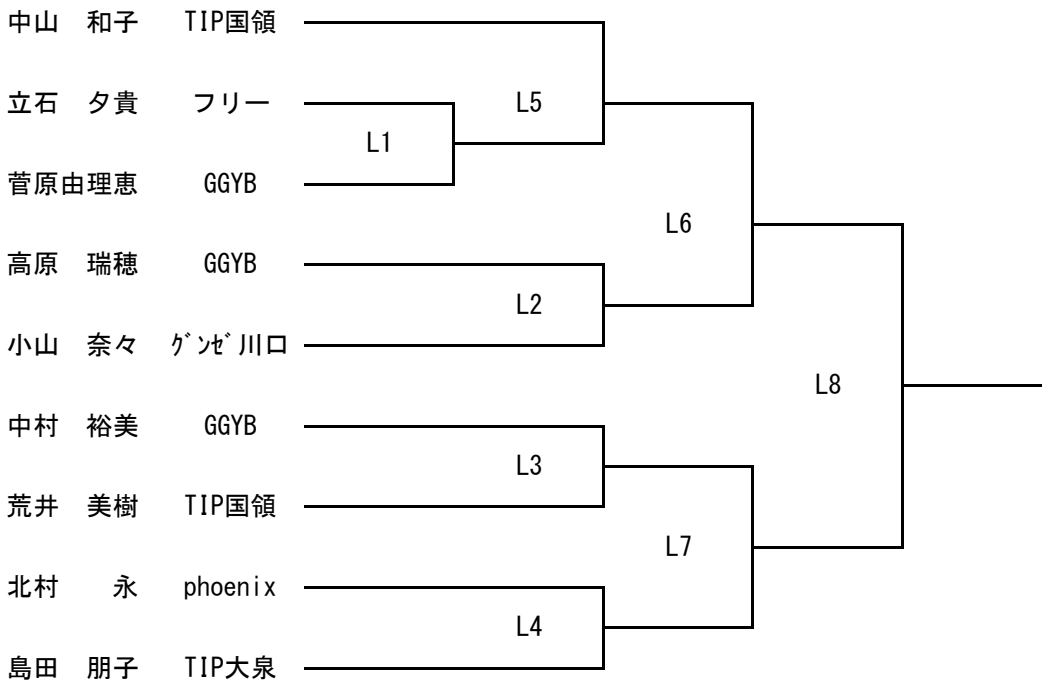 中山　和子　TIP国領
L5
立石　夕貴　フリー
L1
菅原由理恵　GGYB
L6
高原　瑞穂　GGYB
L2
小山　奈々　ｸﾞﾝｾﾞ川口
L8
中村　裕美　GGYB
L3
荒井　美樹　TIP国領
L7
北村　　永　phoenix
L4
島田　朋子　TIP大泉